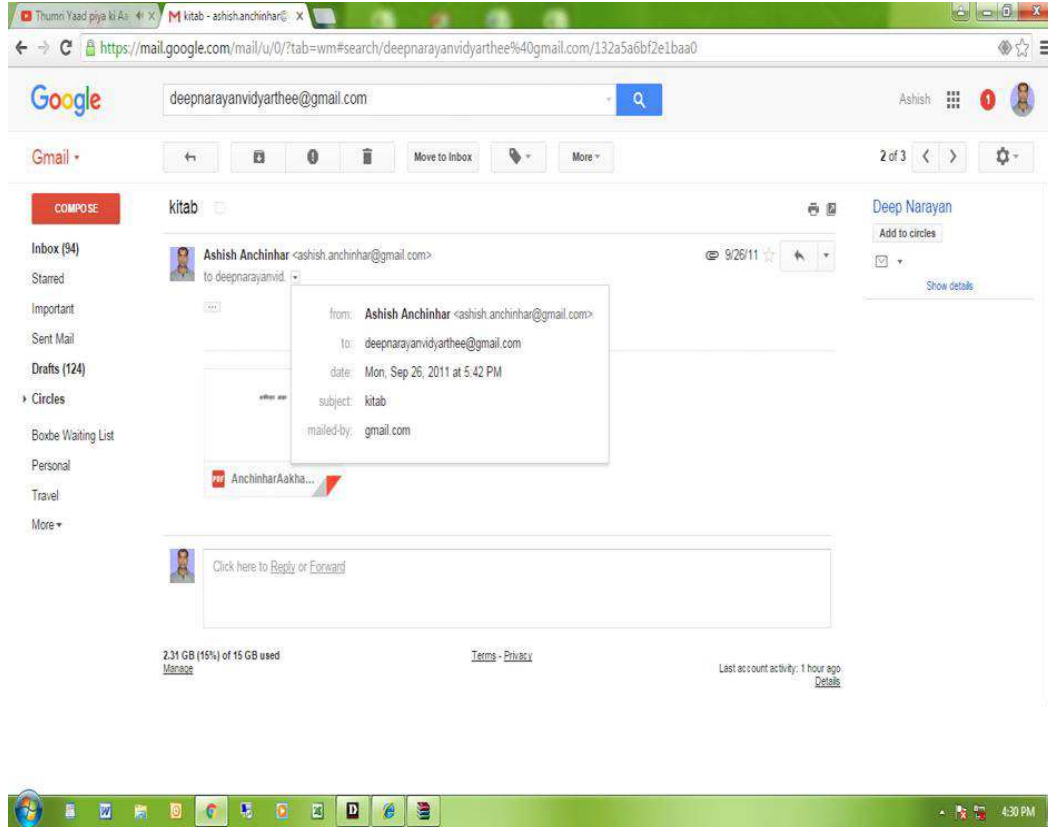 Thumri Yaad piya ki Aa
kitab - ashish.anchinhar@
https://mail.google.com/mail/u/0/?tab=wm#search/deepnarayanvidyarthee%40gmail.com/132a5a6bf2e1baa0
Google
deepnarayanvidyarthee@gmail.com
Ashish
1
Gmail
Move to Inbox
More
2 of 3
COMPOSE
kitab
Deep Narayan
Add to circles
Show details
Inbox (94)
Starred
Important
Sent Mail
Drafts (124)
Circles
Boxbe Waiting List
Personal
Travel
More
Ashish Anchinhar <ashish.anchinhar@gmail.com>
9/26/11
to deepnarayanvid.
from: Ashish Anchinhar <ashish.anchinhar@gmail.com>
to: deepnarayanvidyarthee@gmail.com
date: Mon, Sep 26, 2011 at 5:42 PM
subject: kitab
mailed-by: gmail.com
PDF AnchinharAakha...
Click here to Reply or Forward
2.31 GB (15%) of 15 GB used
Manage
Terms - Privacy
Last account activity: 1 hour ago
Details
4:30 PM